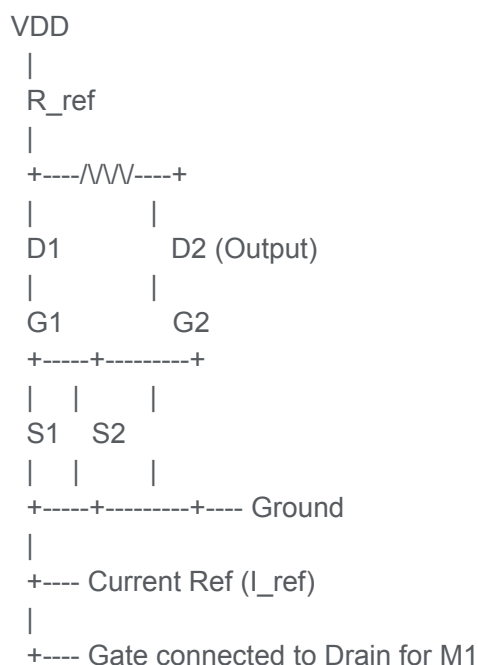 VDD
|
R_ref
|
+----/\/\/\/----+
| |
D1 D2 (Output)
| |
G1 G2
+-----+---------+
| | |
S1 S2
| | |
+-----+---------+---- Ground
|
+---- Current Ref (I_ref)
|
+---- Gate connected to Drain for M1